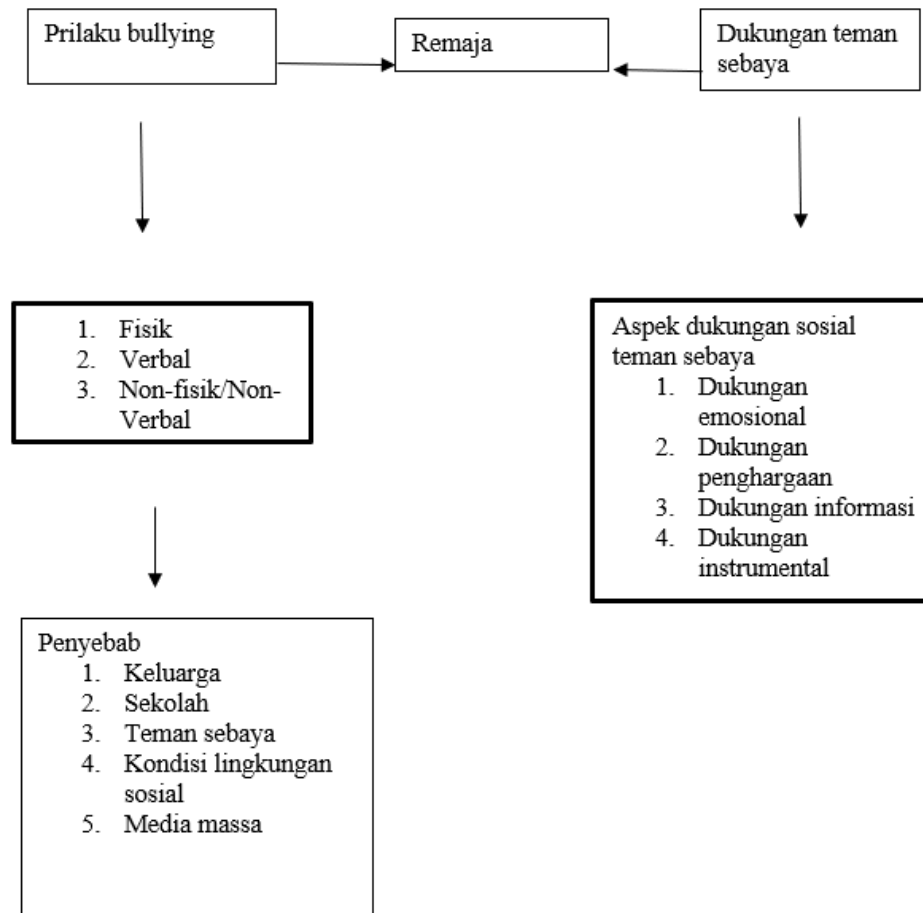 Prilaku bullying
Remaja
Dukungan teman
sebaya
1. Fisik
2. Verbal
3. Non-fisik/Non-
Verbal
Aspek dukungan sosial
teman sebaya
1. Dukungan
emosional
2. Dukungan
penghargaan
3. Dukungan informasi
4. Dukungan
instrumental
Penyebab
1. Keluarga
2. Sekolah
3. Teman sebaya
4. Kondisi lingkungan
sosial
5. Media massa